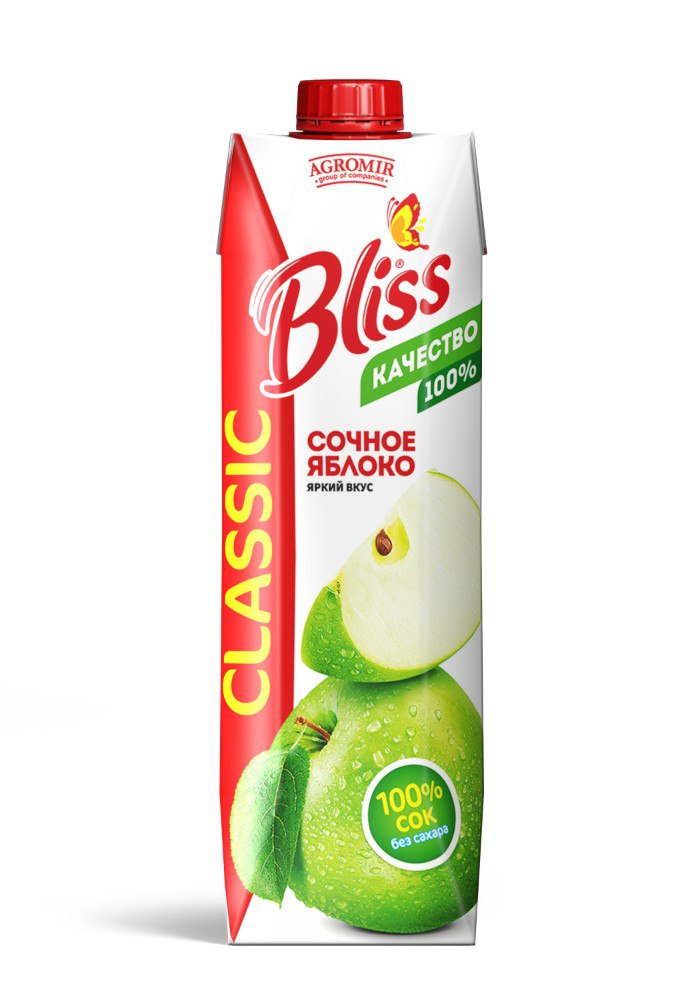 AGROMIR
group of companies
Bliss®
КАЧЕСТВО
100%
СОЧНОЕ
ЯБЛОКО
ЯРКИЙ ВКУС
CLASSIC
100%
СОК
без сахара